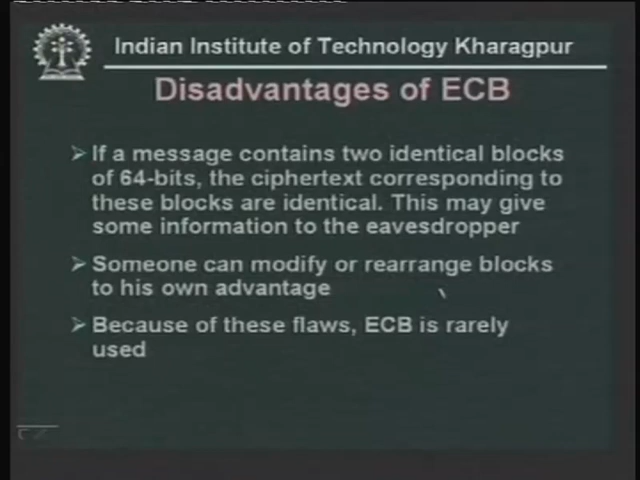 Indian Institute of Technology Kharagpur
Disadvantages of ECB
If a message contains two identical blocks
of 64-bits, the ciphertext corresponding to
these blocks are identical. This may give
some information to the eavesdropper
Someone can modify or rearrange blocks
to his own advantage
Because of these flaws, ECB is rarely
used